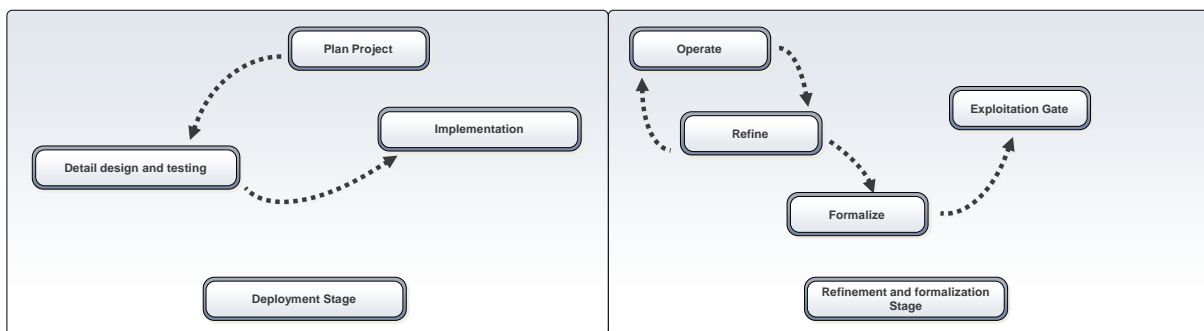 Plan Project
Implementation
Detail design and testing
Deployment Stage
Operate
Exploitation Gate
Refine
Formalize
Refinement and formalization
Stage